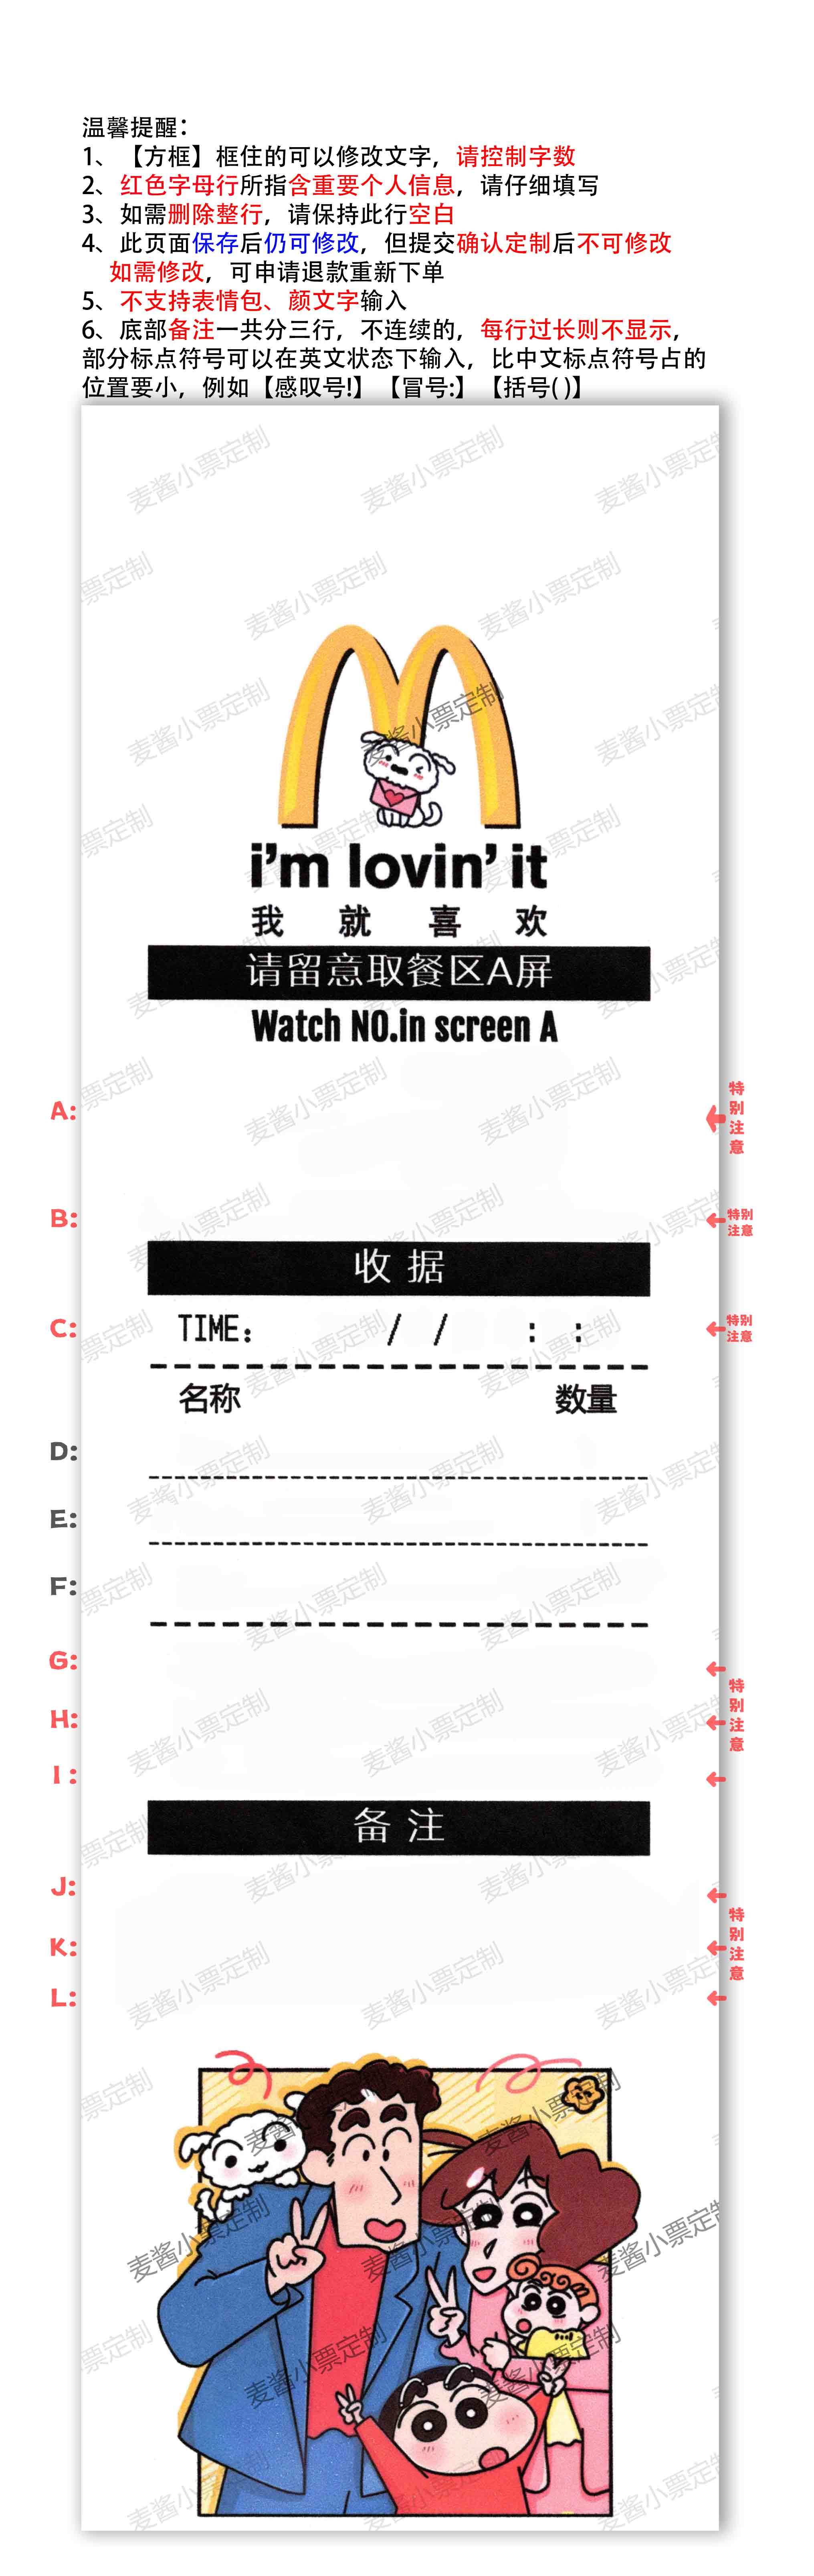 温馨提醒：
1、【方框】框住的可以修改文字，请控制字数
2、红色字母行所指含重要个人信息，请仔细填写
3、如需删除整行，请保持此行空白
4、此页面保存后仍可修改，但提交确认定制后不可修改
如需修改，可申请退款重新下单
5、不支持表情包、颜文字输入
6、底部备注一共分三行，不连续的，每行过长则不显示，
部分标点符号可以在英文状态下输入，比中文标点符号占的
位置要小，例如【感叹号!】【冒号:】【括号( )】
麦酱小票定制
i'm lovin' it
我就喜欢
请留意取餐区A屏
Watch NO.in screen A
A: 特别注意
B: 特别注意
收据
C: TIME: / / : : 特别注意
名称 数量
D:
E:
F:
G:
H: 特别注意
I:
备注
J:
K: 特别注意
L: